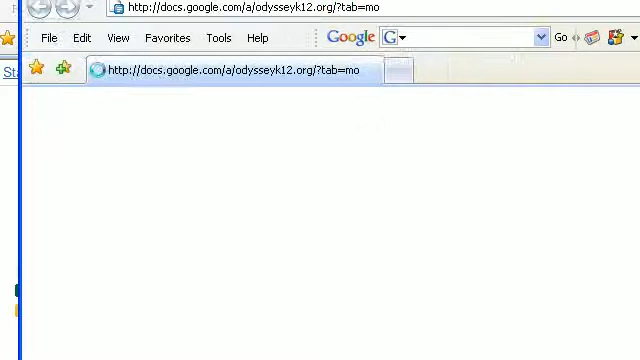 http://docs.google.com/a/odysseyk12.org/?tab=mo
File Edit View Favorites Tools Help Google G Go
http://docs.google.com/a/odysseyk12.org/?tab=mo
St